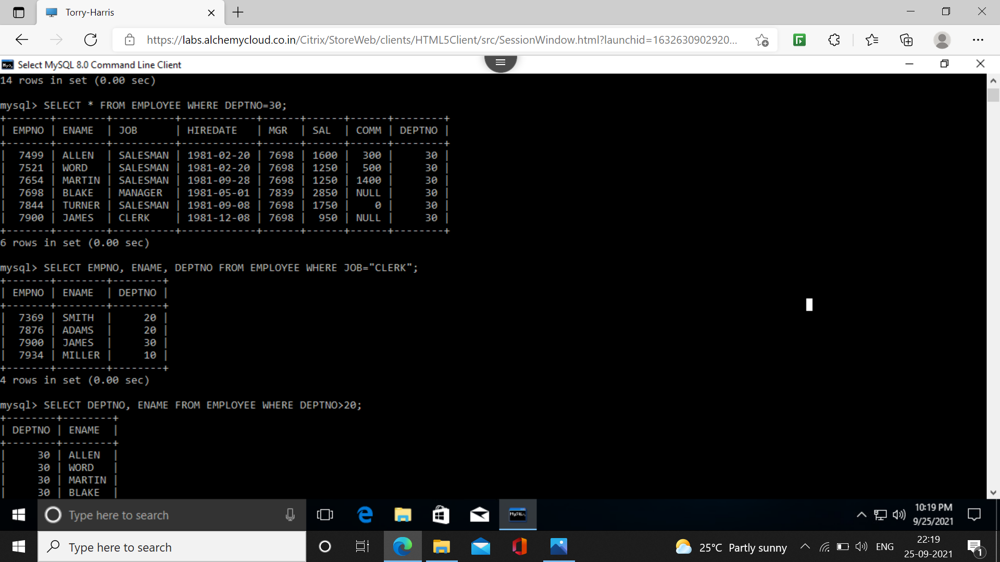 Torry-Harris
https://labs.alchemycloud.co.in/Citrix/StoreWeb/clients/HTML5Client/src/SessionWindow.html?launchid=1632630902920...
Select MySQL 8.0 Command Line Client
14 rows in set (0.00 sec)
mysql> SELECT * FROM EMPLOYEE WHERE DEPTNO=30;
+-------+--------+----------+------------+------+------+------+--------+
| EMPNO | ENAME  | JOB      | HIREDATE   | MGR  | SAL  | COMM | DEPTNO |
+-------+--------+----------+------------+------+------+------+--------+
|  7499 | ALLEN  | SALESMAN | 1981-02-20 | 7698 | 1600 |  300 |     30 |
|  7521 | WORD   | SALESMAN | 1981-02-20 | 7698 | 1250 |  500 |     30 |
|  7654 | MARTIN | SALESMAN | 1981-09-28 | 7698 | 1250 | 1400 |     30 |
|  7698 | BLAKE  | MANAGER  | 1981-05-01 | 7839 | 2850 | NULL |     30 |
|  7844 | TURNER | SALESMAN | 1981-09-08 | 7698 | 1750 |    0 |     30 |
|  7900 | JAMES  | CLERK    | 1981-12-08 | 7698 |  950 | NULL |     30 |
+-------+--------+----------+------------+------+------+------+--------+
6 rows in set (0.00 sec)
mysql> SELECT EMPNO, ENAME, DEPTNO FROM EMPLOYEE WHERE JOB="CLERK";
+-------+--------+--------+
| EMPNO | ENAME  | DEPTNO |
+-------+--------+--------+
|  7369 | SMITH  |     20 |
|  7876 | ADAMS  |     20 |
|  7900 | JAMES  |     30 |
|  7934 | MILLER |     10 |
+-------+--------+--------+
4 rows in set (0.00 sec)
mysql> SELECT DEPTNO, ENAME FROM EMPLOYEE WHERE DEPTNO>20;
+--------+--------+
| DEPTNO | ENAME  |
+--------+--------+
|     30 | ALLEN  |
|     30 | WORD   |
|     30 | MARTIN |
|     30 | BLAKE  |
Type here to search
10:19 PM
9/25/2021
Type here to search
25°C Partly sunny
ENG
22:19
25-09-2021
1